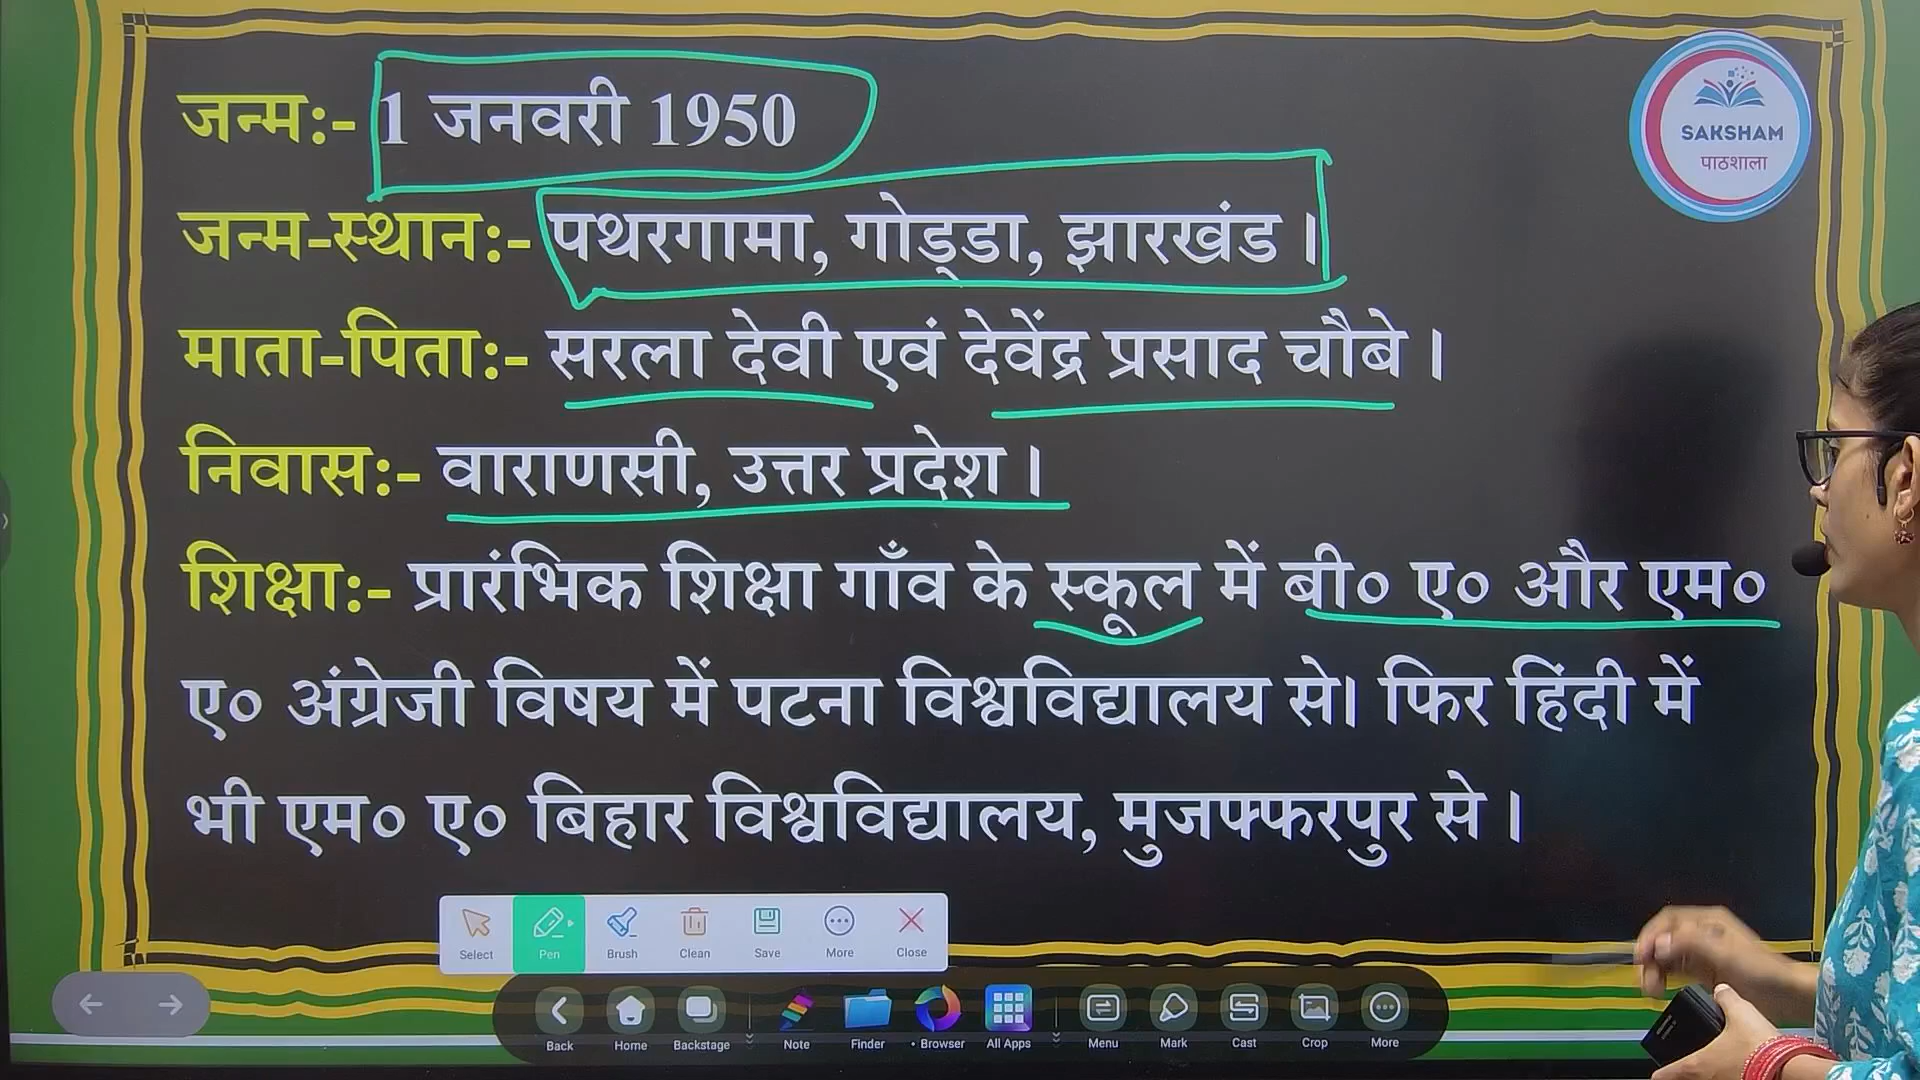 जन्म:- 1 जनवरी 1950
जन्म-स्थान:- पथरगामा, गोड्डा, झारखंड ।
माता-पिता:- सरला देवी एवं देवेंद्र प्रसाद चौबे ।
निवास:- वाराणसी, उत्तर प्रदेश ।
शिक्षा:- प्रारंभिक शिक्षा गाँव के स्कूल में बी० ए० और एम०
ए० अंग्रेजी विषय में पटना विश्वविद्यालय से। फिर हिंदी में
भी एम० ए० बिहार विश्वविद्यालय, मुजफ्फरपुर से ।
SAKSHAM
पाठशाला
Select Pen Brush Clean Save More Close
Back Home Backstage Note Finder Browser All Apps Menu Mark Cast Crop More